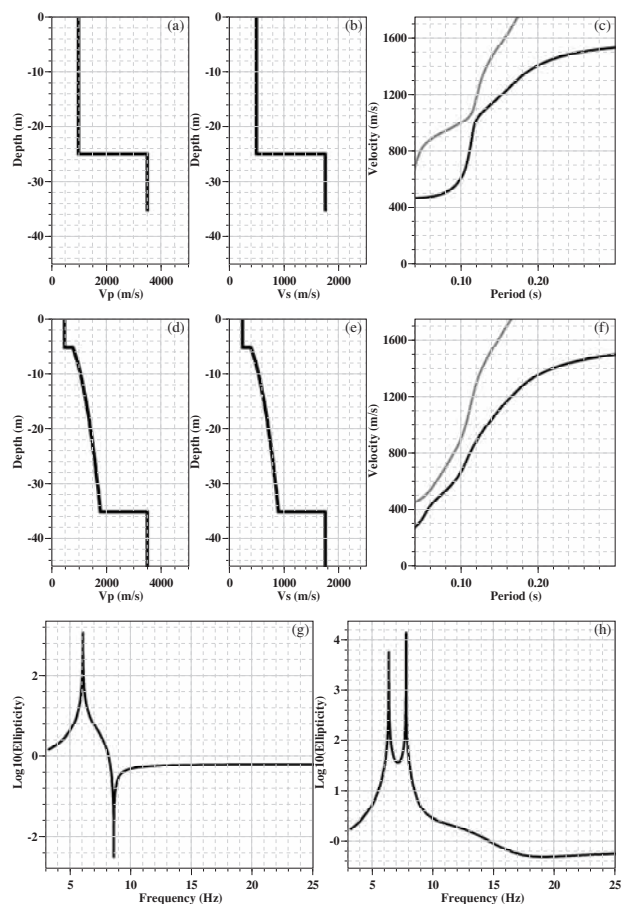 (a)
0
-10
-20
-30
-40
Depth (m)
0 2000 4000
Vp (m/s)
(b)
0
-10
-20
-30
-40
Depth (m)
0 1000 2000
Vs (m/s)
(c)
1600
1200
800
400
0
Velocity (m/s)
0.10 0.20
Period (s)
(d)
0
-10
-20
-30
-40
Depth (m)
0 2000 4000
Vp (m/s)
(e)
0
-10
-20
-30
-40
Depth (m)
0 1000 2000
Vs (m/s)
(f)
1600
1200
800
400
0
Velocity (m/s)
0.10 0.20
Period (s)
(g)
2
0
-2
Log10(Ellipticity)
5 10 15 20 25
Frequency (Hz)
(h)
4
3
2
1
-0
Log10(Ellipticity)
5 10 15 20 25
Frequency (Hz)